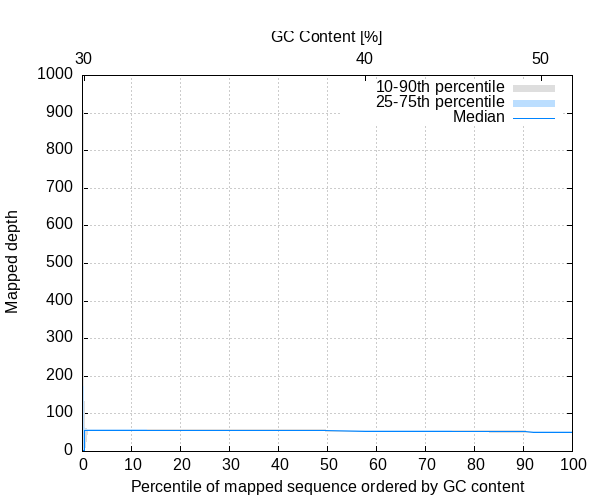 GC Content [%]
30 40 50
1000
900
800
700
600
500
400
300
200
100
0
Mapped depth
10-90th percentile
25-75th percentile
Median
0 10 20 30 40 50 60 70 80 90 100
Percentile of mapped sequence ordered by GC content